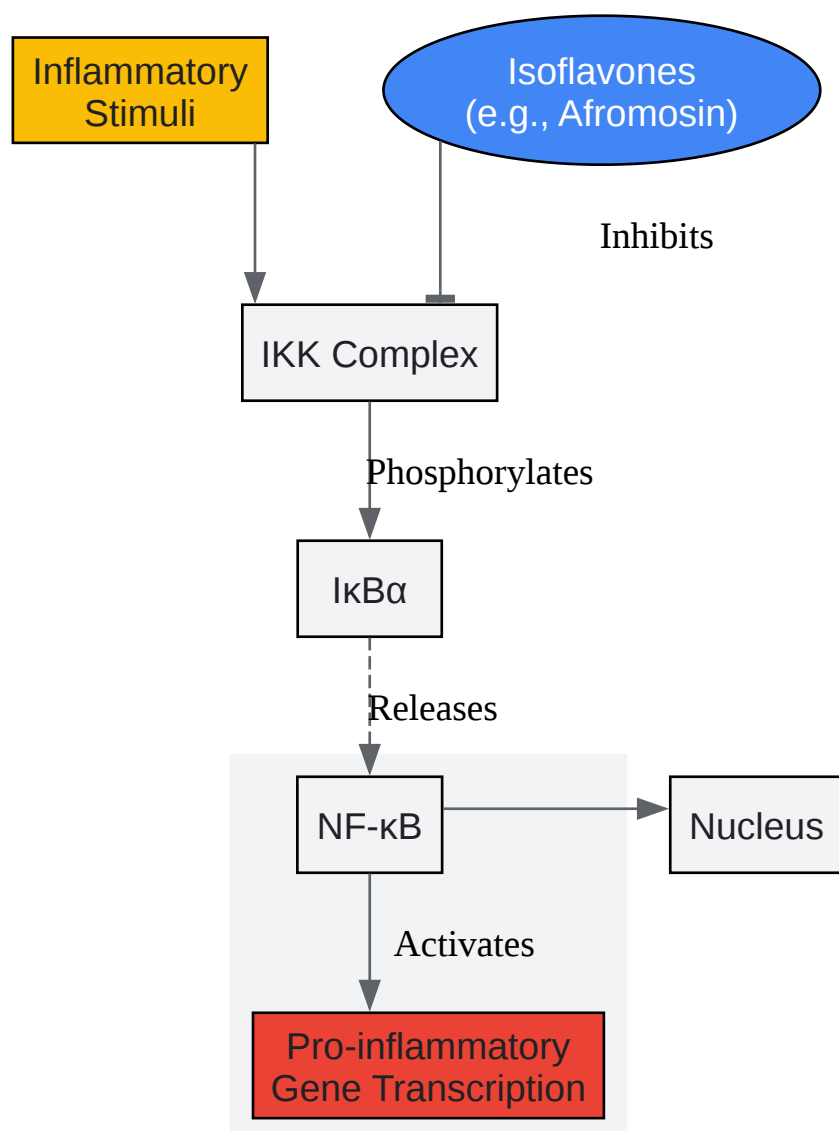 Inflammatory
Stimuli
Isoflavones
(e.g., Afromosin)
Inhibits
IKK Complex
Phosphorylates
IκBα
Releases
NF-κB
Nucleus
Activates
Pro-inflammatory
Gene Transcription